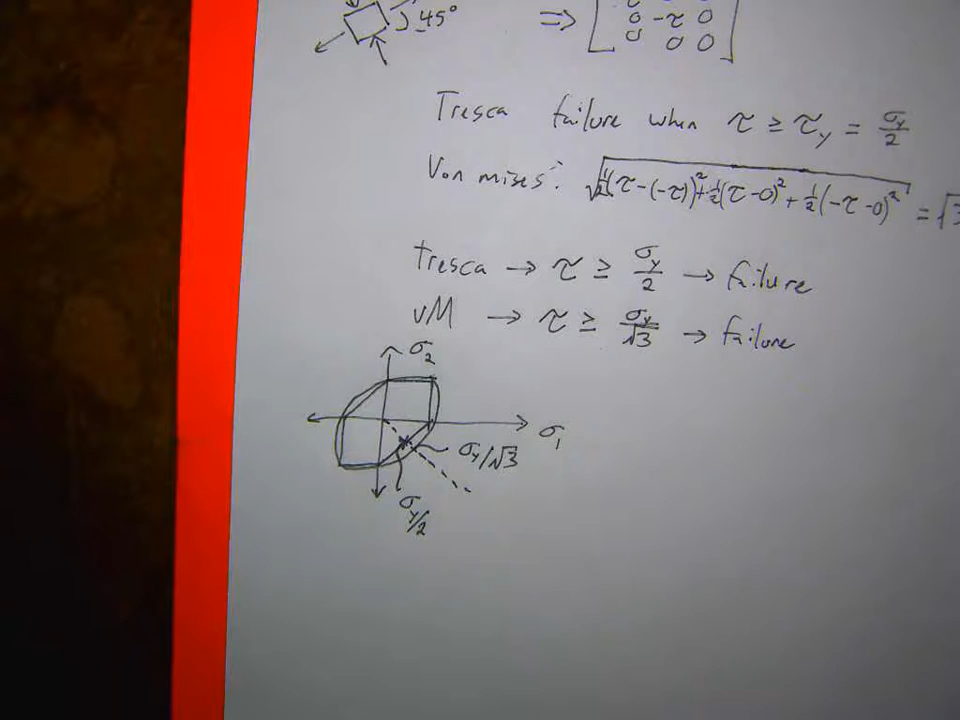 45° ⇒ [ 0 -τ 0
0 0 0 ]
Tresca failure when τ ≥ τy = σy/2
Von mises: √(½(τ-(-τ))² + ½(τ-0)² + ½(-τ-0)²) = √3
tresca → τ ≥ σy/2 → failure
vM → τ ≥ σy/√3 → failure
σ2
σ1
σy/√3
σy/2